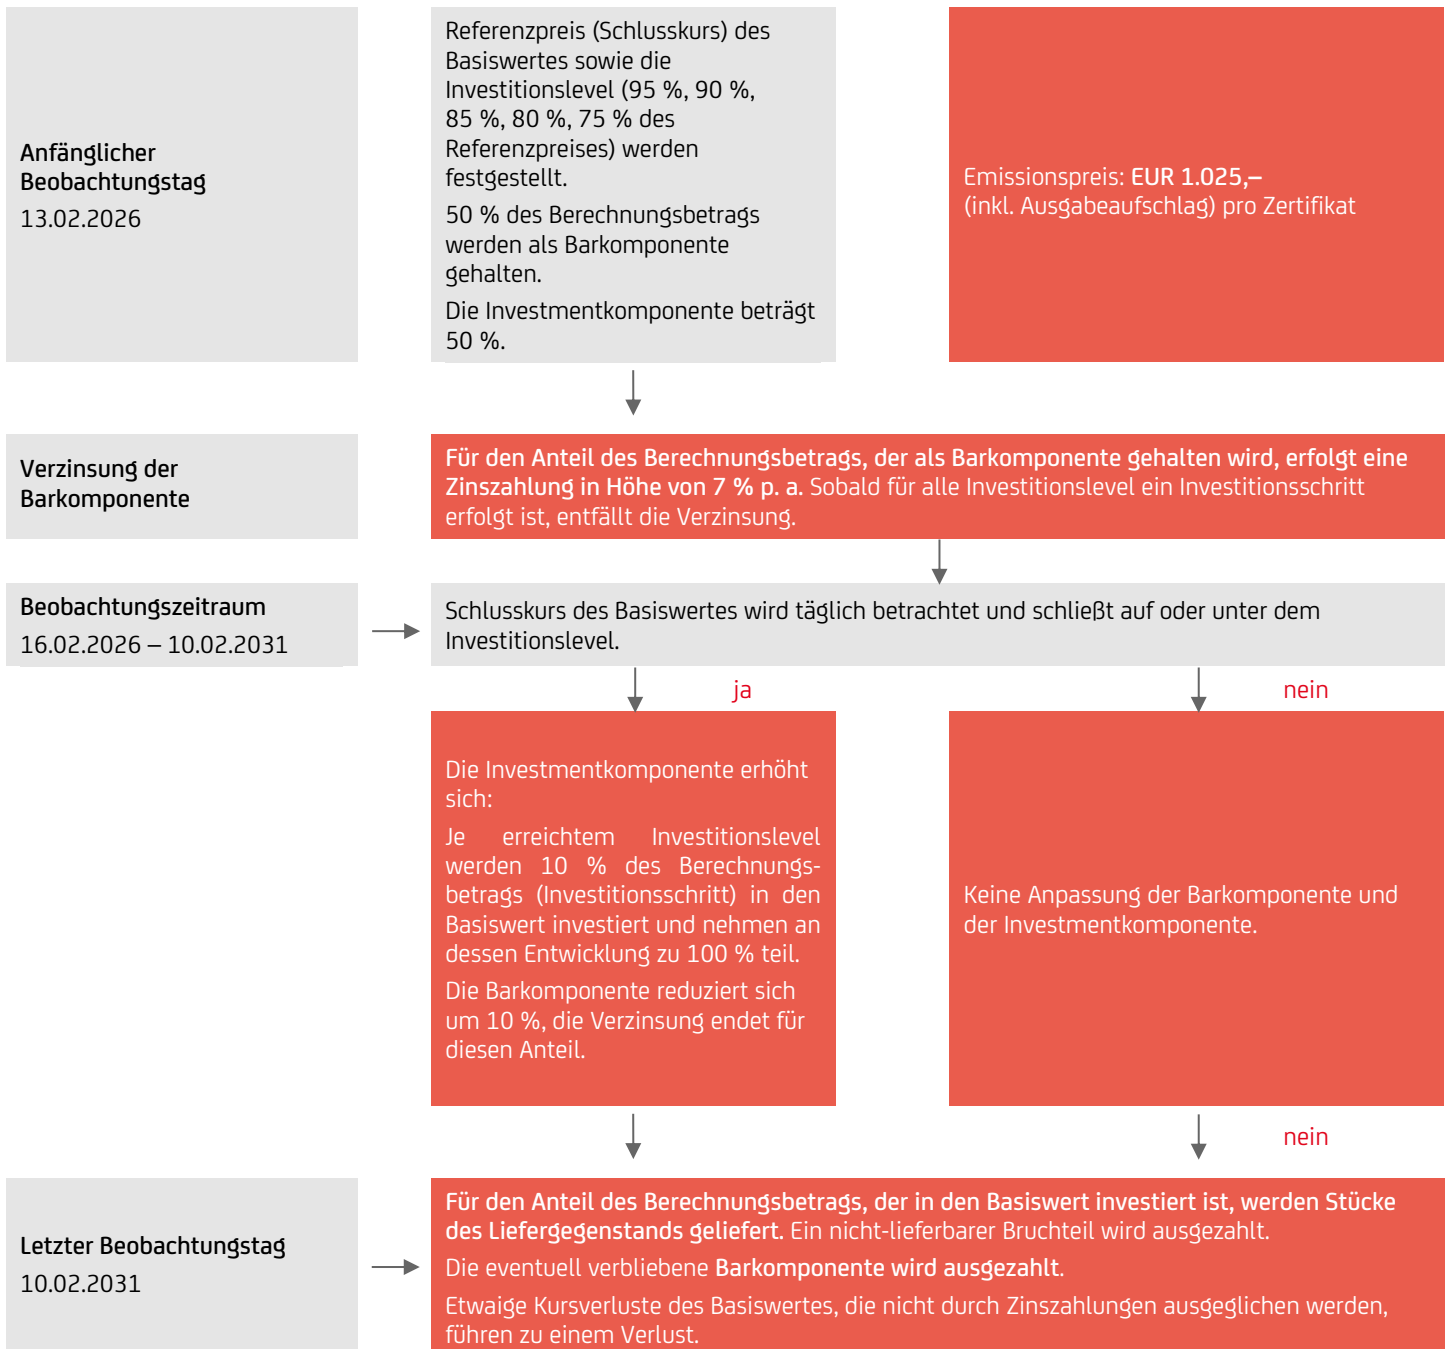 Anfänglicher
Beobachtungstag
13.02.2026
Referenzpreis (Schlusskurs) des
Basiswertes sowie die
Investitionslevel (95 %, 90 %,
85 %, 80 %, 75 % des
Referenzpreises) werden
festgestellt.
50 % des Berechnungsbetrags
werden als Barkomponente
gehalten.
Die Investmentkomponente beträgt
50 %.
Emissionspreis: EUR 1.025,–
(inkl. Ausgabeaufschlag) pro Zertifikat
Verzinsung der
Barkomponente
Für den Anteil des Berechnungsbetrags, der als Barkomponente gehalten wird, erfolgt eine
Zinszahlung in Höhe von 7 % p. a. Sobald für alle Investitionslevel ein Investitionsschritt
erfolgt ist, entfällt die Verzinsung.
Beobachtungszeitraum
16.02.2026 – 10.02.2031
Schlusskurs des Basiswertes wird täglich betrachtet und schließt auf oder unter dem
Investitionslevel.
ja
nein
Die Investmentkomponente erhöht
sich:
Je erreichtem Investitionslevel
werden 10 % des Berechnungs-
betrags (Investitionsschritt) in den
Basiswert investiert und nehmen an
dessen Entwicklung zu 100 % teil.
Die Barkomponente reduziert sich
um 10 %, die Verzinsung endet für
diesen Anteil.
Keine Anpassung der Barkomponente und
der Investmentkomponente.
nein
Letzter Beobachtungstag
10.02.2031
Für den Anteil des Berechnungsbetrags, der in den Basiswert investiert ist, werden Stücke
des Liefergegenstands geliefert. Ein nicht-lieferbarer Bruchteil wird ausgezahlt.
Die eventuell verbliebene Barkomponente wird ausgezahlt.
Etwaige Kursverluste des Basiswertes, die nicht durch Zinszahlungen ausgeglichen werden,
führen zu einem Verlust.